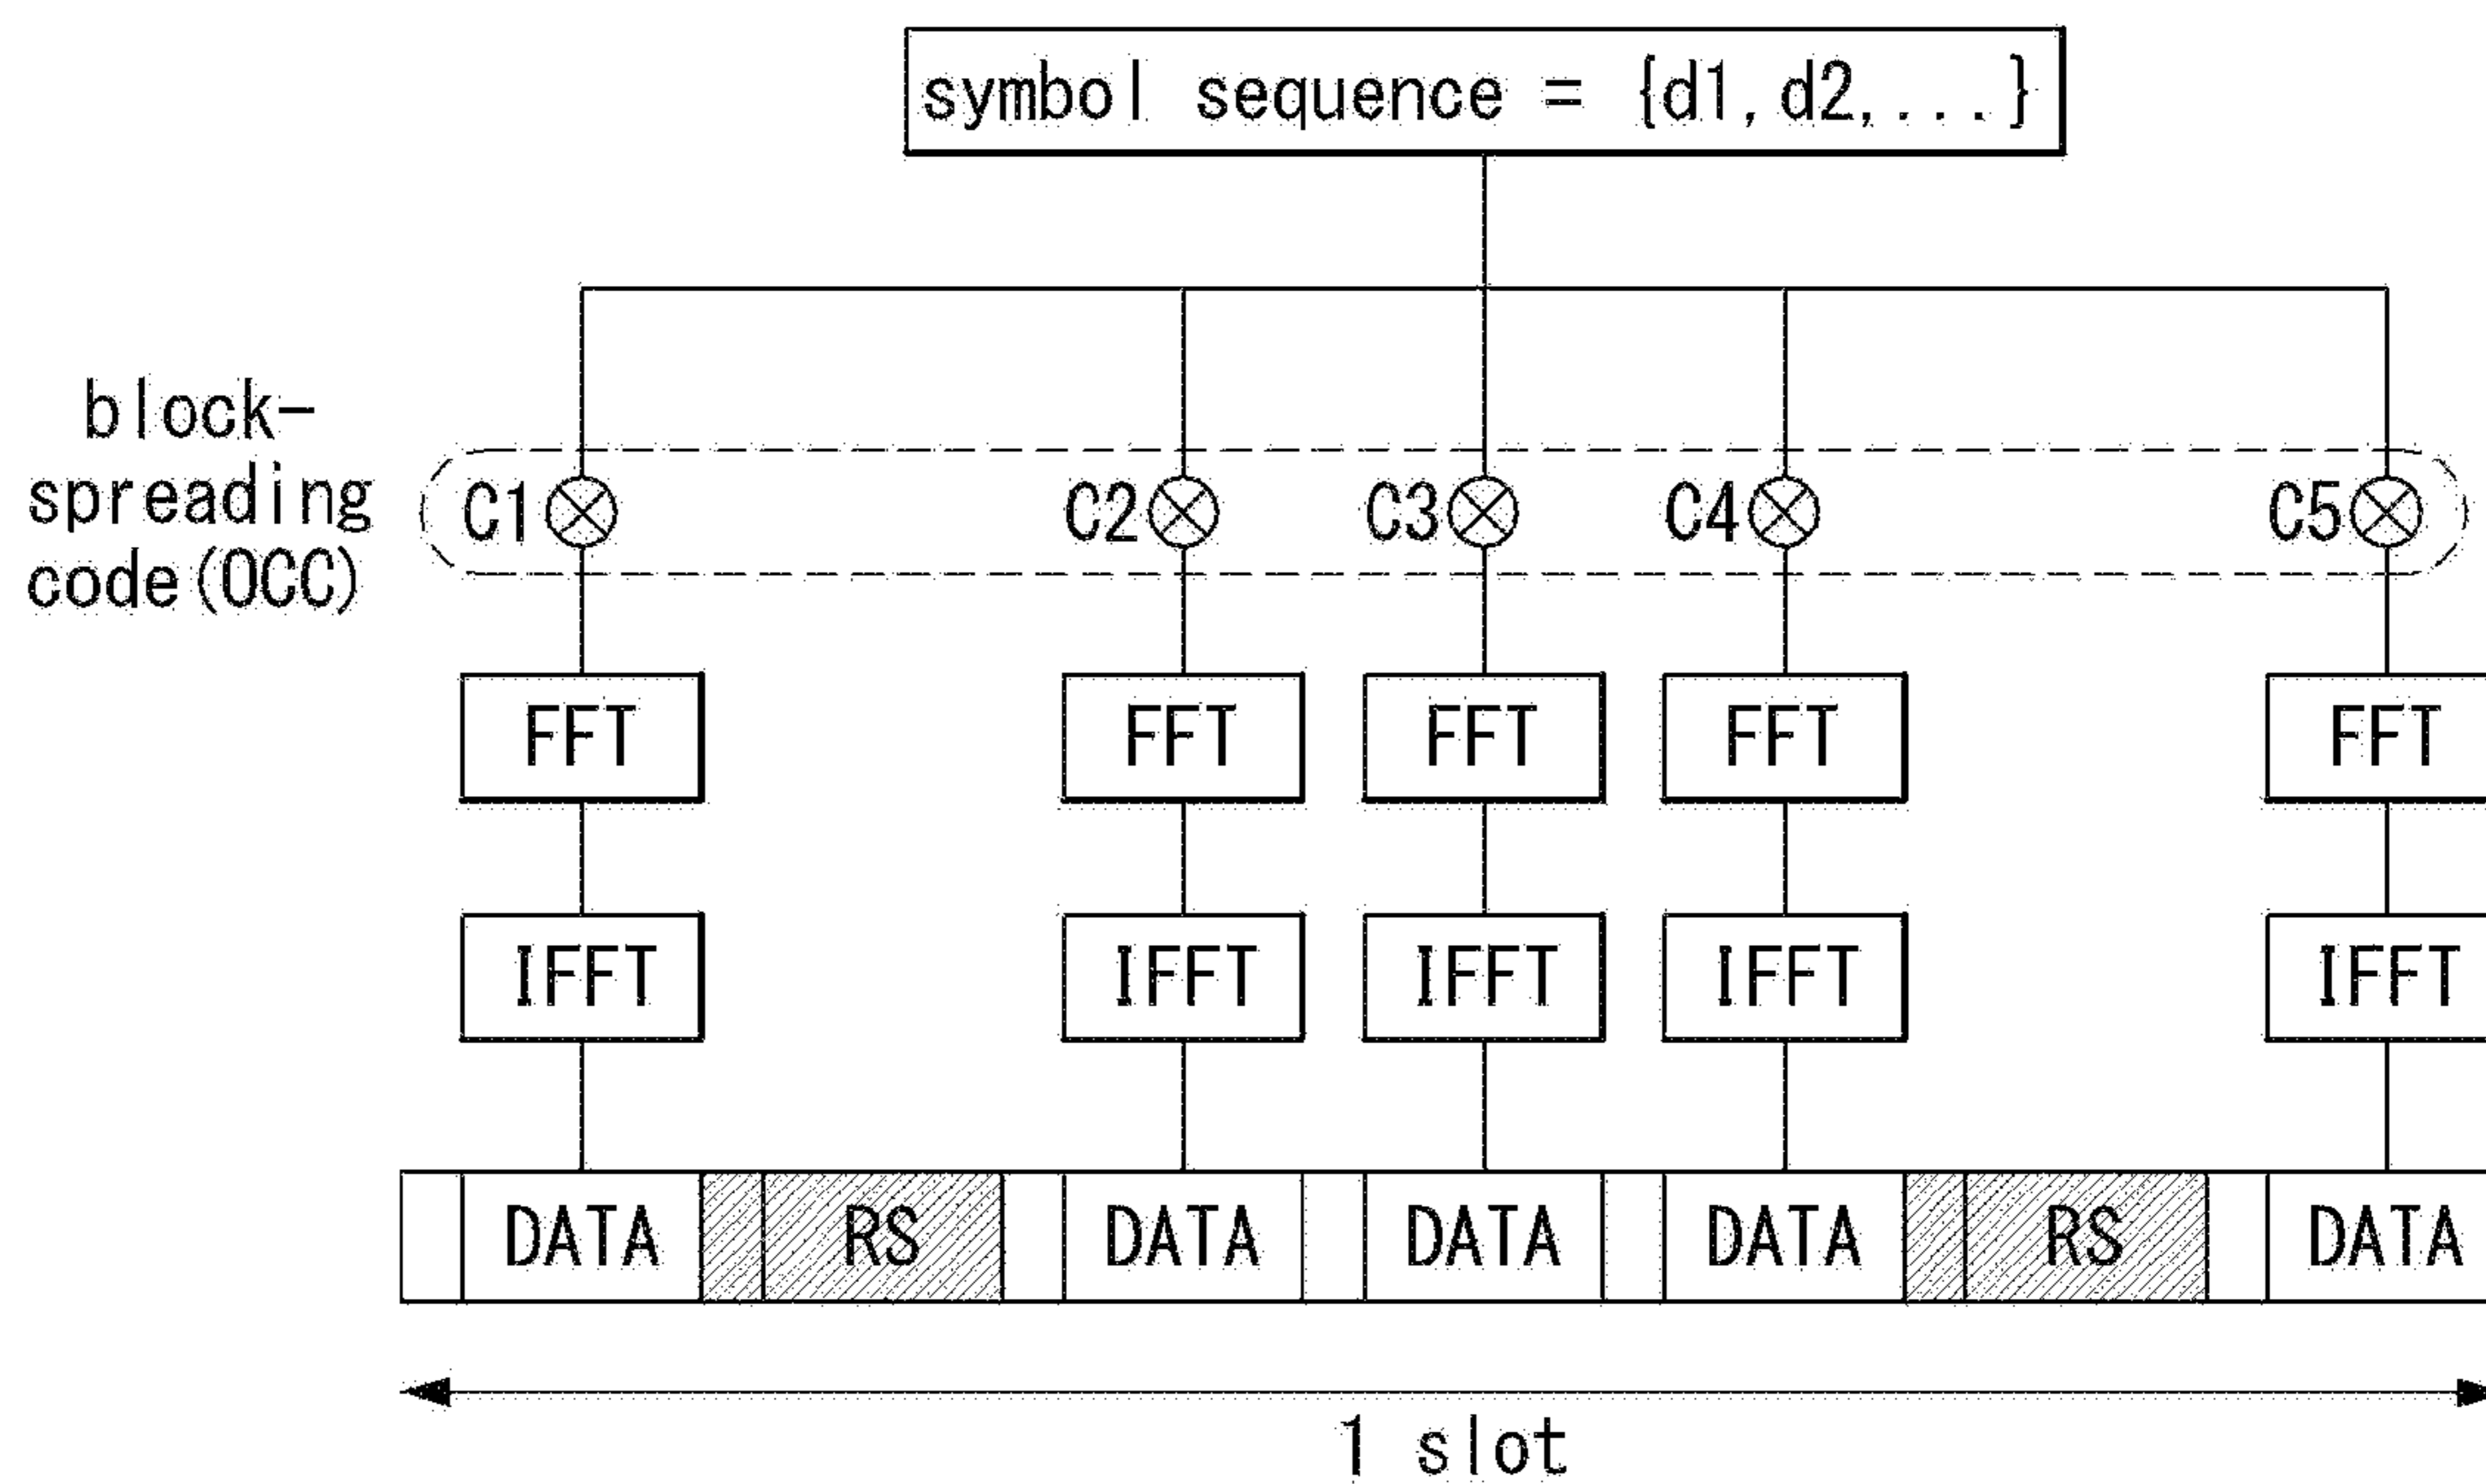 symbol sequence = {d1,d2,...}
block-
spreading
code(OCC)
C1 C2 C3 C4 C5
FFT FFT FFT FFT FFT
IFFT IFFT IFFT IFFT IFFT
DATA RS DATA DATA DATA RS DATA
1 slot